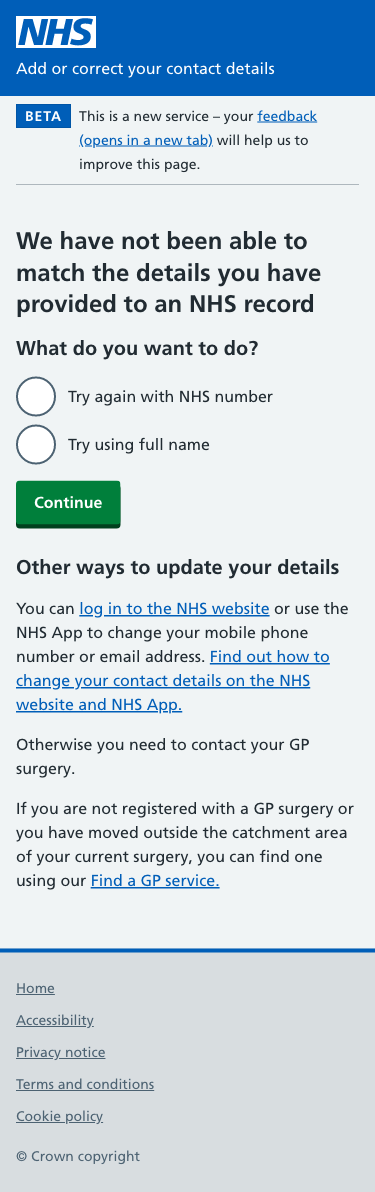 NHS
Add or correct your contact details
BETA
This is a new service – your feedback
(opens in a new tab) will help us to
improve this page.
We have not been able to
match the details you have
provided to an NHS record
What do you want to do?
Try again with NHS number
Try using full name
Continue
Other ways to update your details
You can log in to the NHS website or use the
NHS App to change your mobile phone
number or email address. Find out how to
change your contact details on the NHS
website and NHS App.
Otherwise you need to contact your GP
surgery.
If you are not registered with a GP surgery or
you have moved outside the catchment area
of your current surgery, you can find one
using our Find a GP service.
Home
Accessibility
Privacy notice
Terms and conditions
Cookie policy
© Crown copyright